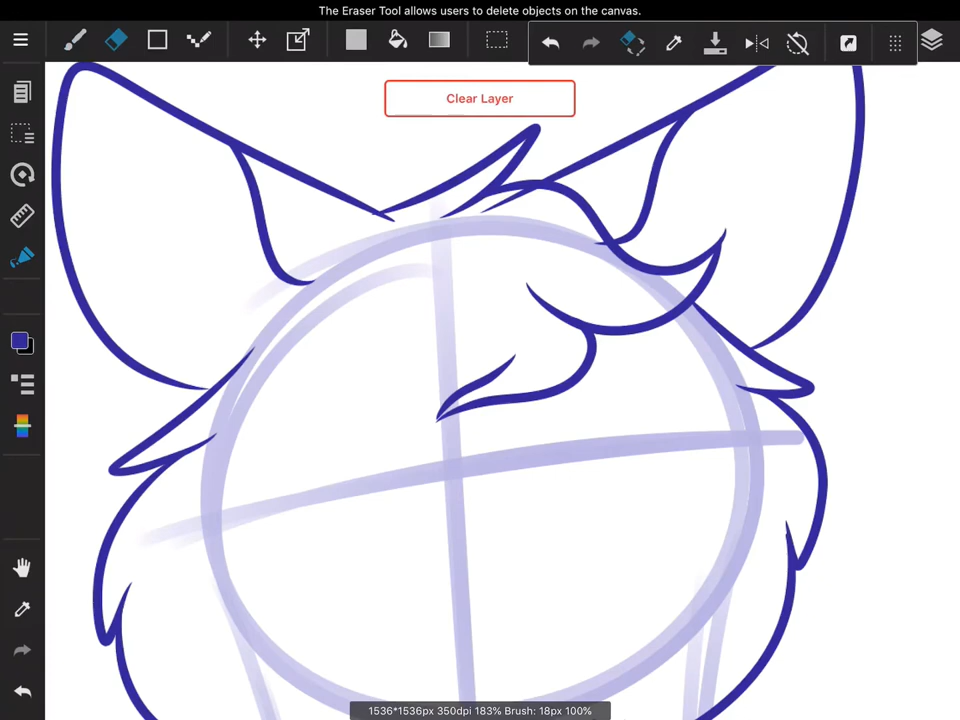 The Eraser Tool allows users to delete objects on the canvas.
Clear Layer
1536*1536px 350dpi 183% Brush: 18px 100%